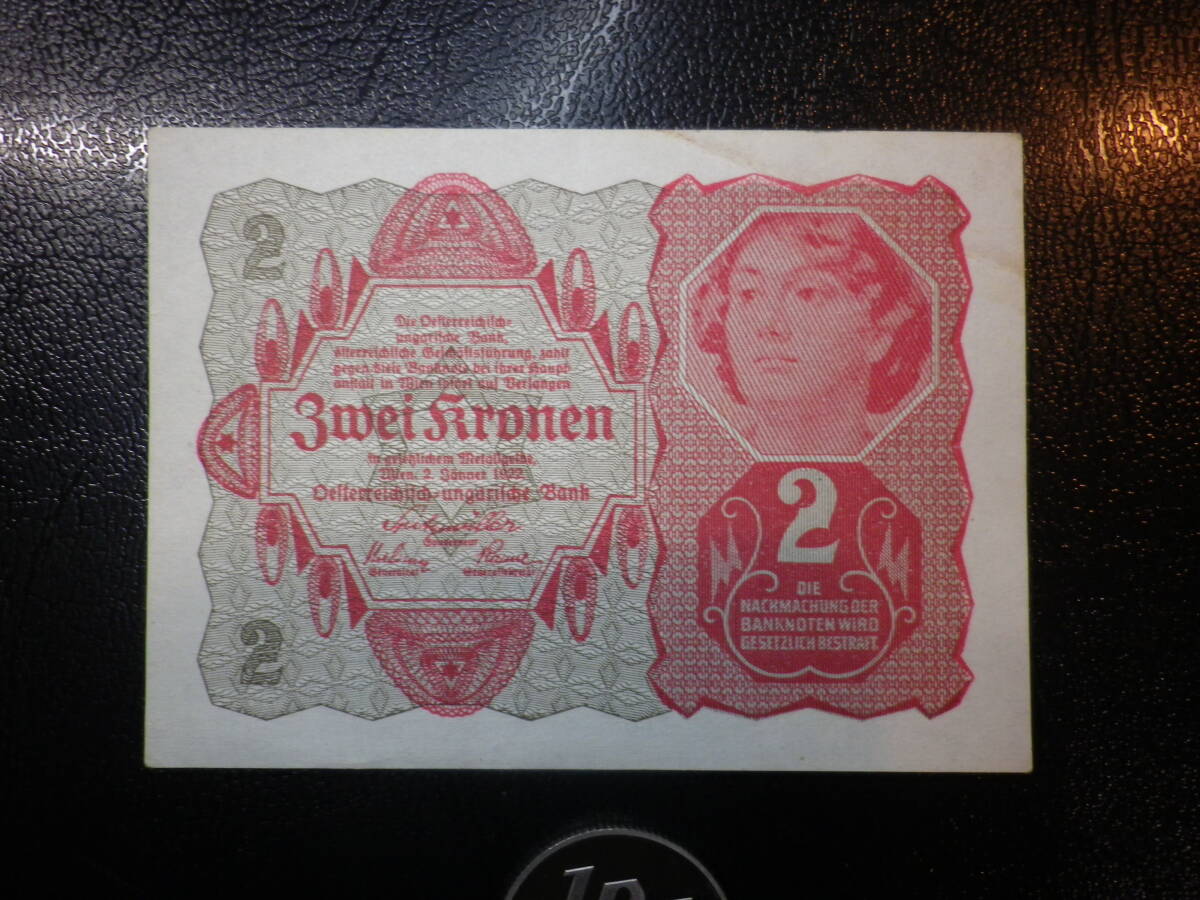 2
Die Oesterreichisch-
ungarische Bank,
österreichische Geschäftsführung, zahlt
gegen diese Banknote bei ihrer Haupt-
anstalt in Wien sofort auf Verlangen
Zwei Kronen
in gesetzlichem Metallgelde.
Wien, 2. Jänner 1922
Oesterreichisch-ungarische Bank
2
2
DIE
NACHMACHUNG DER
BANKNOTEN WIRD
GESETZLICH BESTRAFT.
10